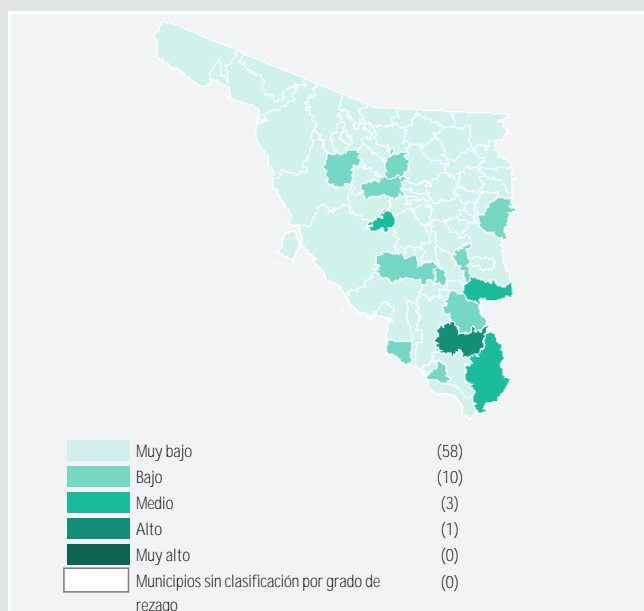 Muy bajo (58)
Bajo (10)
Medio (3)
Alto (1)
Muy alto (0)
Municipios sin clasificación por grado de (0)
rezago